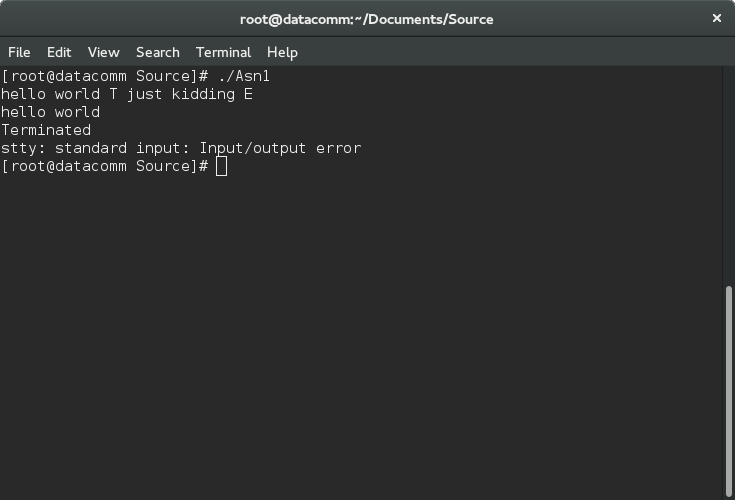 root@datacomm:~/Documents/Source ×
File Edit View Search Terminal Help
[root@datacomm Source]# ./Asn1
hello world T just kidding E
hello world
Terminated
stty: standard input: Input/output error
[root@datacomm Source]#